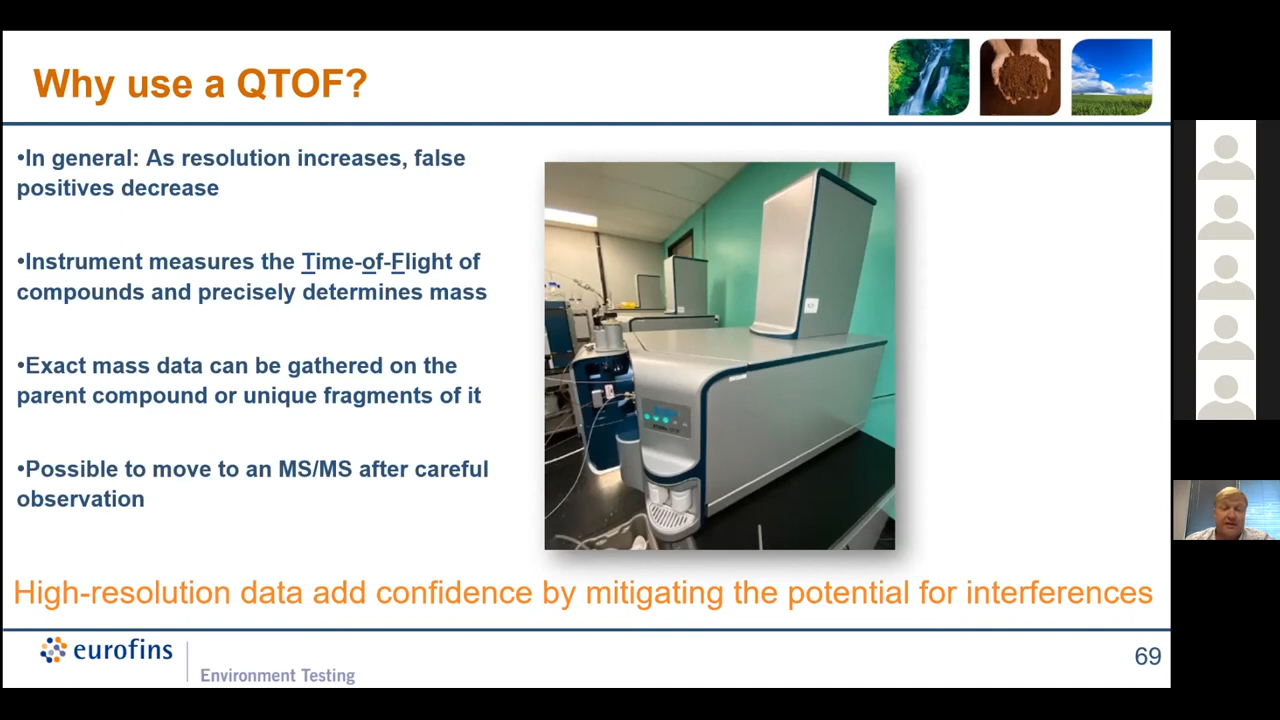 Why use a QTOF?
•In general: As resolution increases, false
positives decrease
•Instrument measures the Time-of-Flight of
compounds and precisely determines mass
•Exact mass data can be gathered on the
parent compound or unique fragments of it
•Possible to move to an MS/MS after careful
observation
High-resolution data add confidence by mitigating the potential for interferences
eurofins
Environment Testing
69